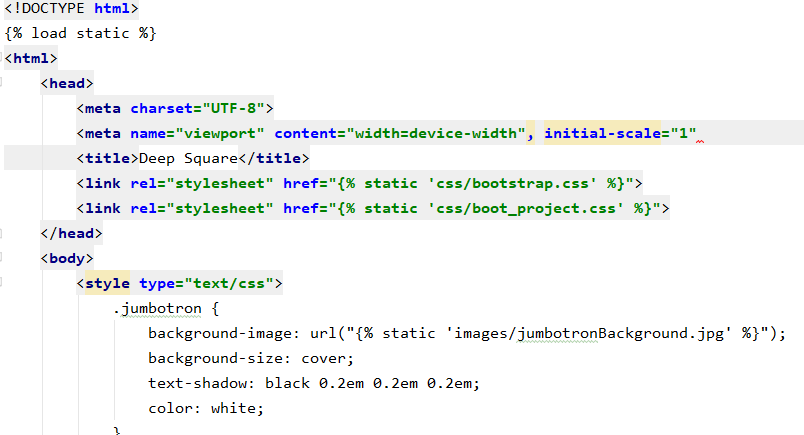 <!DOCTYPE html>
{% load static %}
<html>
<head>
<meta charset="UTF-8">
<meta name="viewport" content="width=device-width", initial-scale="1"
<title>Deep Square</title>
<link rel="stylesheet" href="{% static 'css/bootstrap.css' %}">
<link rel="stylesheet" href="{% static 'css/boot_project.css' %}">
</head>
<body>
<style type="text/css">
.jumbotron {
background-image: url("{% static 'images/jumbotronBackground.jpg' %}");
background-size: cover;
text-shadow: black 0.2em 0.2em 0.2em;
color: white;
}